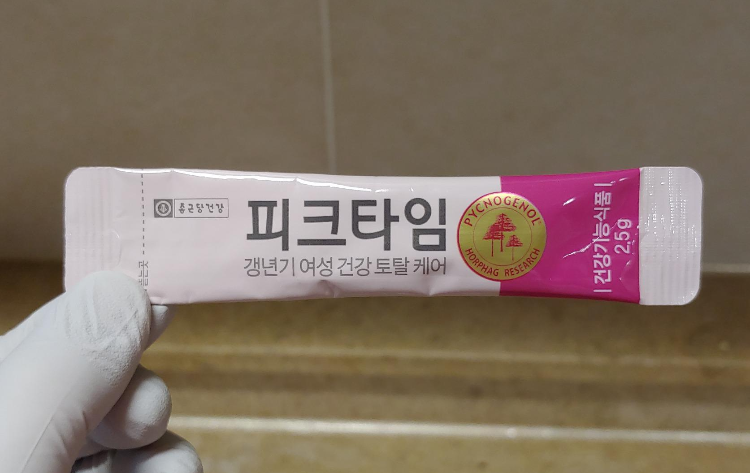 종근당건강
피크타임
갱년기 여성 건강 토탈 케어
PYCNOGENOL
HORPHAG RESEARCH
건강기능식품
2.5g